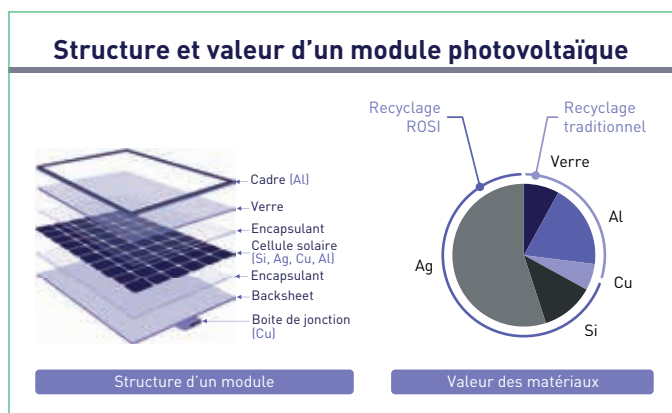 Structure et valeur d'un module photovoltaïque
Cadre (Al)
Verre
Encapsulant
Cellule solaire
(Si, Ag, Cu, Al)
Encapsulant
Backsheet
Boite de jonction
(Cu)
Structure d'un module
Recyclage
ROSI
Recyclage
traditionnel
Verre
Al
Cu
Si
Ag
Valeur des matériaux